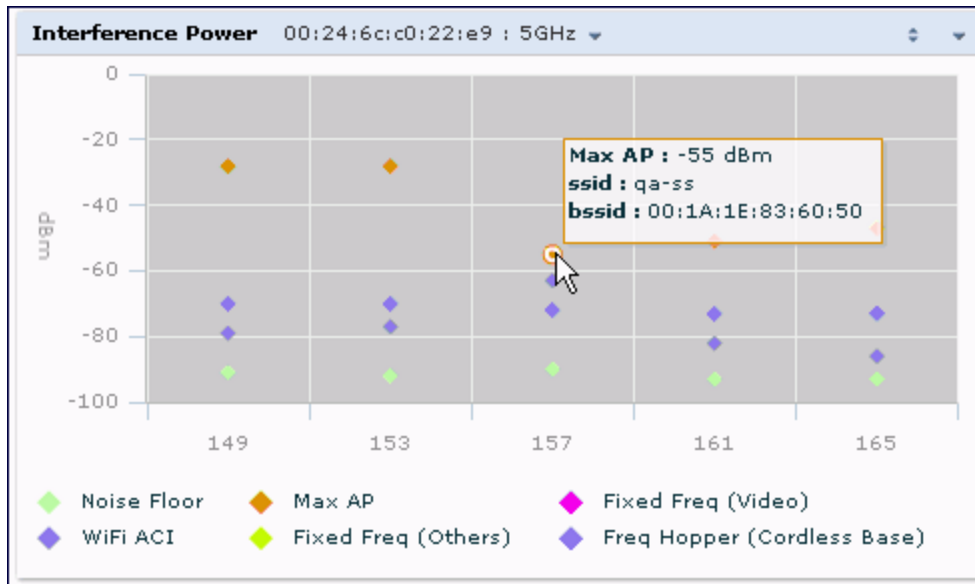 Interference Power 00:24:6c:c0:22:e9 : 5GHz
0
-20
-40
-60
-80
-100
dBm
Max AP : -55 dBm
ssid : qa-ss
bssid : 00:1A:1E:83:60:50
149 153 157 161 165
Noise Floor Max AP Fixed Freq (Video)
WiFi ACI Fixed Freq (Others) Freq Hopper (Cordless Base)